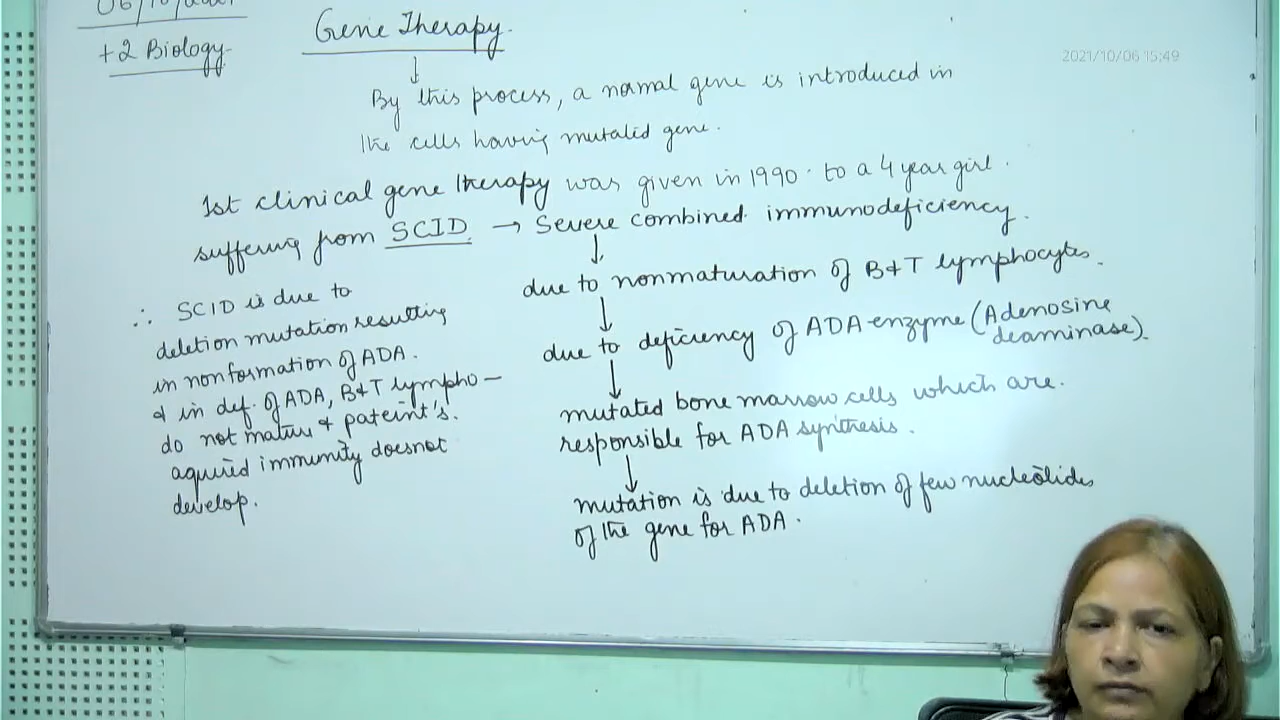 06/10/2021
+2 Biology
Gene Therapy.
2021/10/06 15:49
By this process, a normal gene is introduced in
the cells having mutated gene.
1st clinical gene therapy was given in 1990. to a 4 year girl.
suffering from SCID → Severe combined immunodeficiency.
due to nonmaturation of B&T lymphocytes.
due to deficiency of ADA enzyme (Adenosine
deaminase).
mutated bone marrow cells which are.
responsible for ADA synthesis.
mutation is due to deletion of few nucleotides
of the gene for ADA.
∴ SCID is due to
deletion mutation resulting
in nonformation of ADA.
& in def. of ADA, B&T lympho-
do not mature & pateint's.
aquired immunity doesnot
develop.